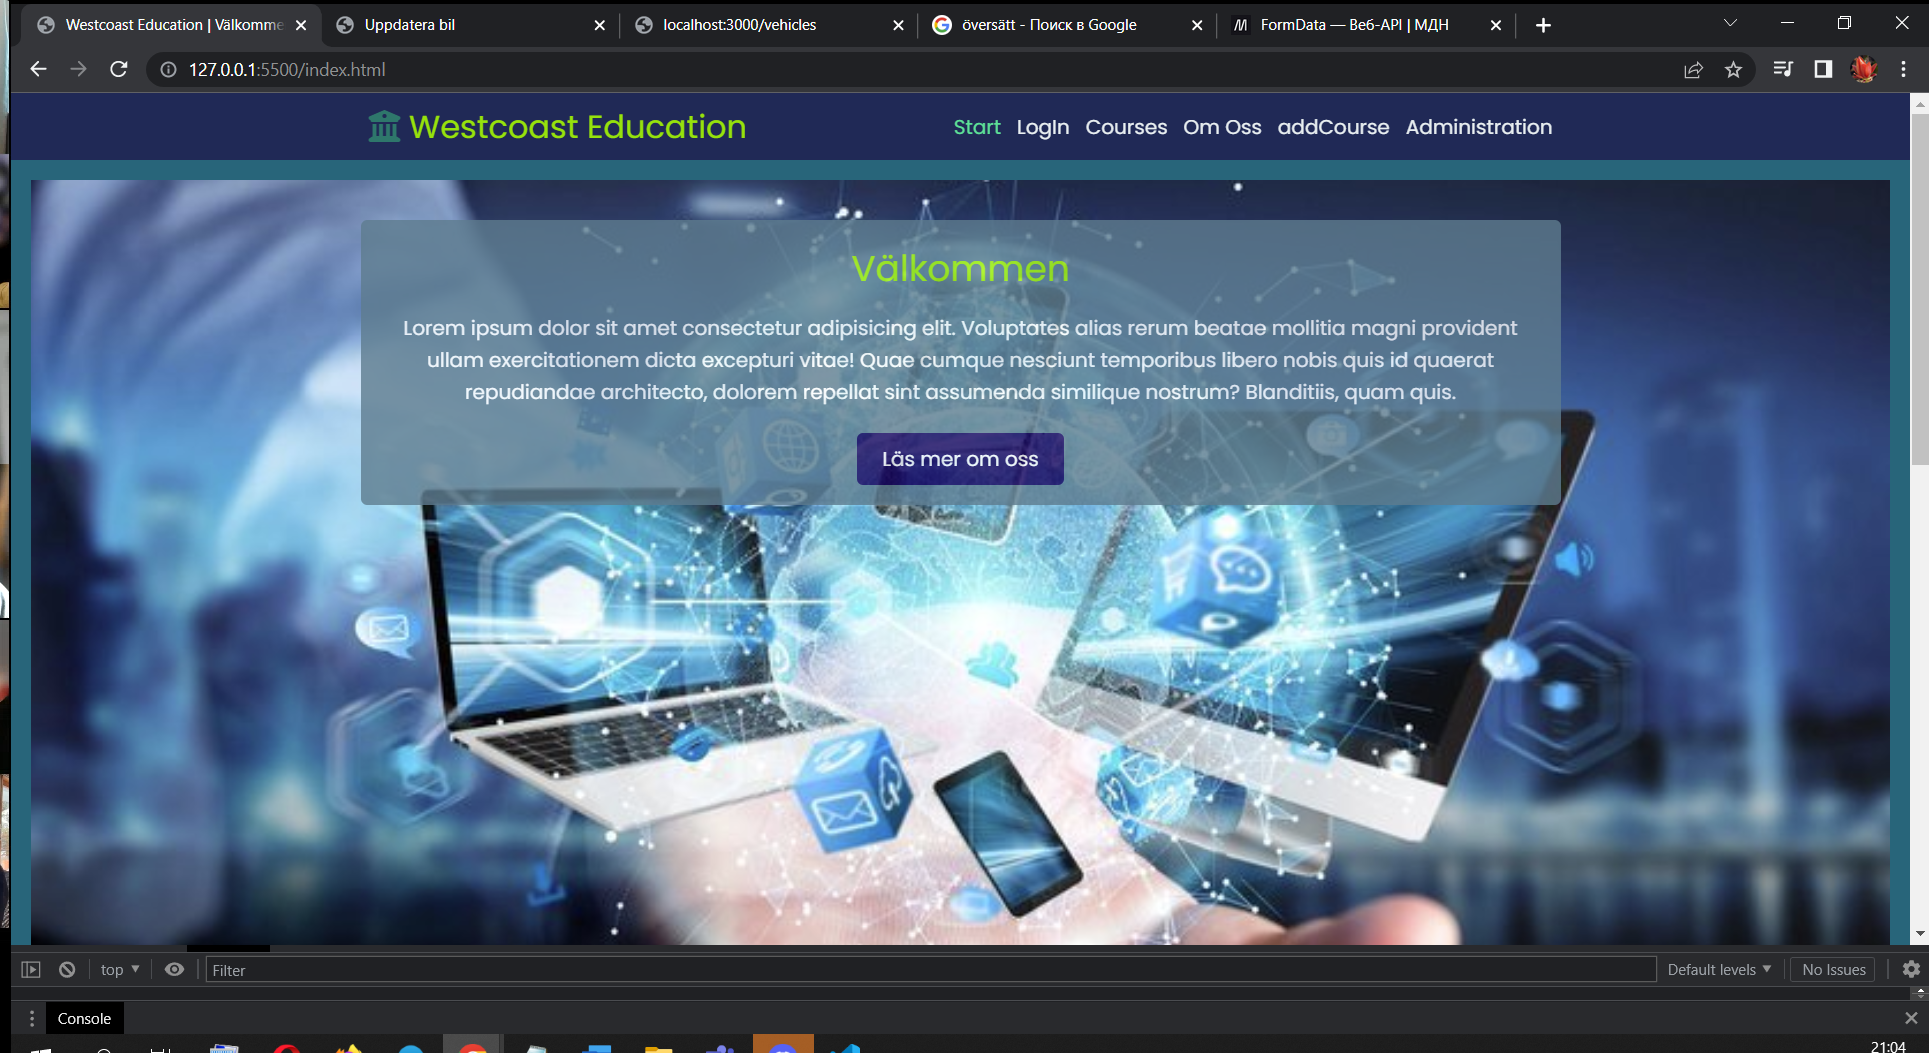 Westcoast Education | Välkomme
Uppdatera bil
localhost:3000/vehicles
översätt - Поиск в Google
FormData — Веб-API | МДН
127.0.0.1:5500/index.html
Westcoast Education
Start LogIn Courses Om Oss addCourse Administration
Välkommen
Lorem ipsum dolor sit amet consectetur adipisicing elit. Voluptates alias rerum beatae mollitia magni provident
ullam exercitationem dicta excepturi vitae! Quae cumque nesciunt temporibus libero nobis quis id quaerat
repudiandae architecto, dolorem repellat sint assumenda similique nostrum? Blanditiis, quam quis.
Läs mer om oss
top
Filter
Default levels
No Issues
Console
21:04